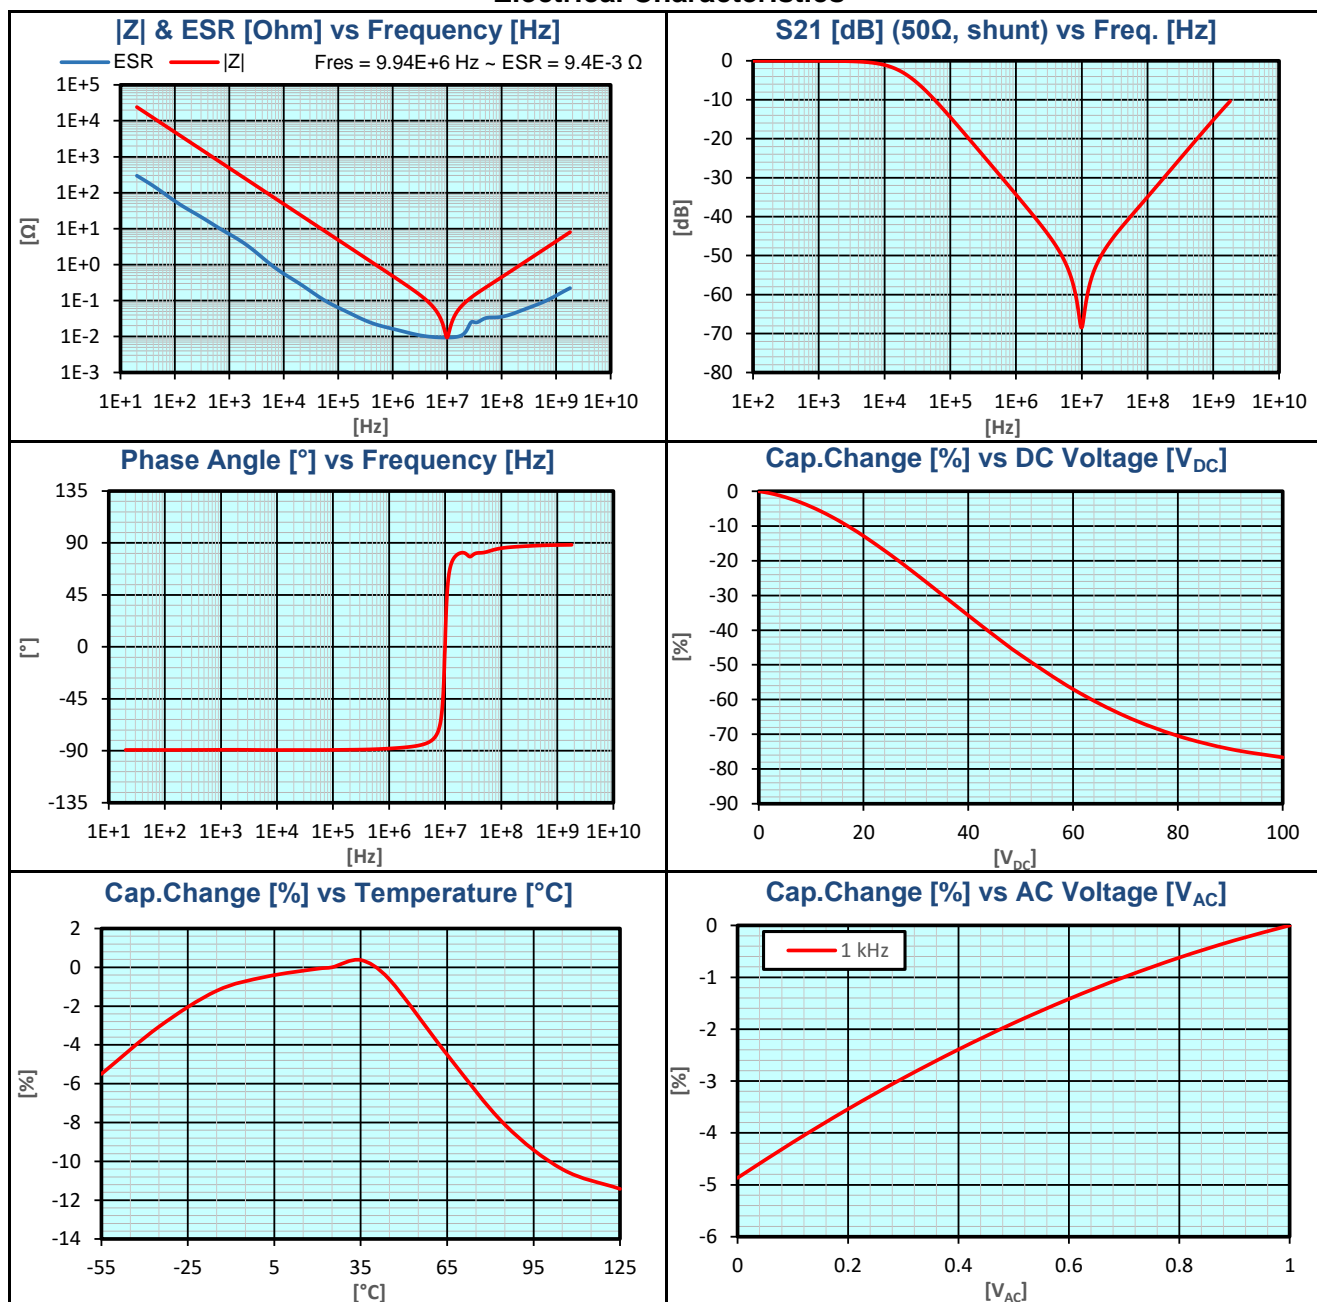 |Z| & ESR [Ohm] vs Frequency [Hz]
ESR |Z| Fres = 9.94E+6 Hz ~ ESR = 9.4E-3 Ω
1E+5
1E+4
1E+3
1E+2
1E+1
1E+0
1E-1
1E-2
1E-3
[Ω]
1E+1 1E+2 1E+3 1E+4 1E+5 1E+6 1E+7 1E+8 1E+9 1E+10
[Hz]
S21 [dB] (50Ω, shunt) vs Freq. [Hz]
0
-10
-20
-30
-40
-50
-60
-70
-80
[dB]
1E+2 1E+3 1E+4 1E+5 1E+6 1E+7 1E+8 1E+9 1E+10
[Hz]
Phase Angle [°] vs Frequency [Hz]
135
90
45
0
-45
-90
-135
[°]
1E+1 1E+2 1E+3 1E+4 1E+5 1E+6 1E+7 1E+8 1E+9 1E+10
[Hz]
Cap.Change [%] vs DC Voltage [VDC]
0
-10
-20
-30
-40
-50
-60
-70
-80
-90
[%]
0 20 40 60 80 100
[VDC]
Cap.Change [%] vs Temperature [°C]
2
0
-2
-4
-6
-8
-10
-12
-14
[%]
-55 -25 5 35 65 95 125
[°C]
Cap.Change [%] vs AC Voltage [VAC]
1 kHz
0
-1
-2
-3
-4
-5
-6
[%]
0 0.2 0.4 0.6 0.8 1
[VAC]